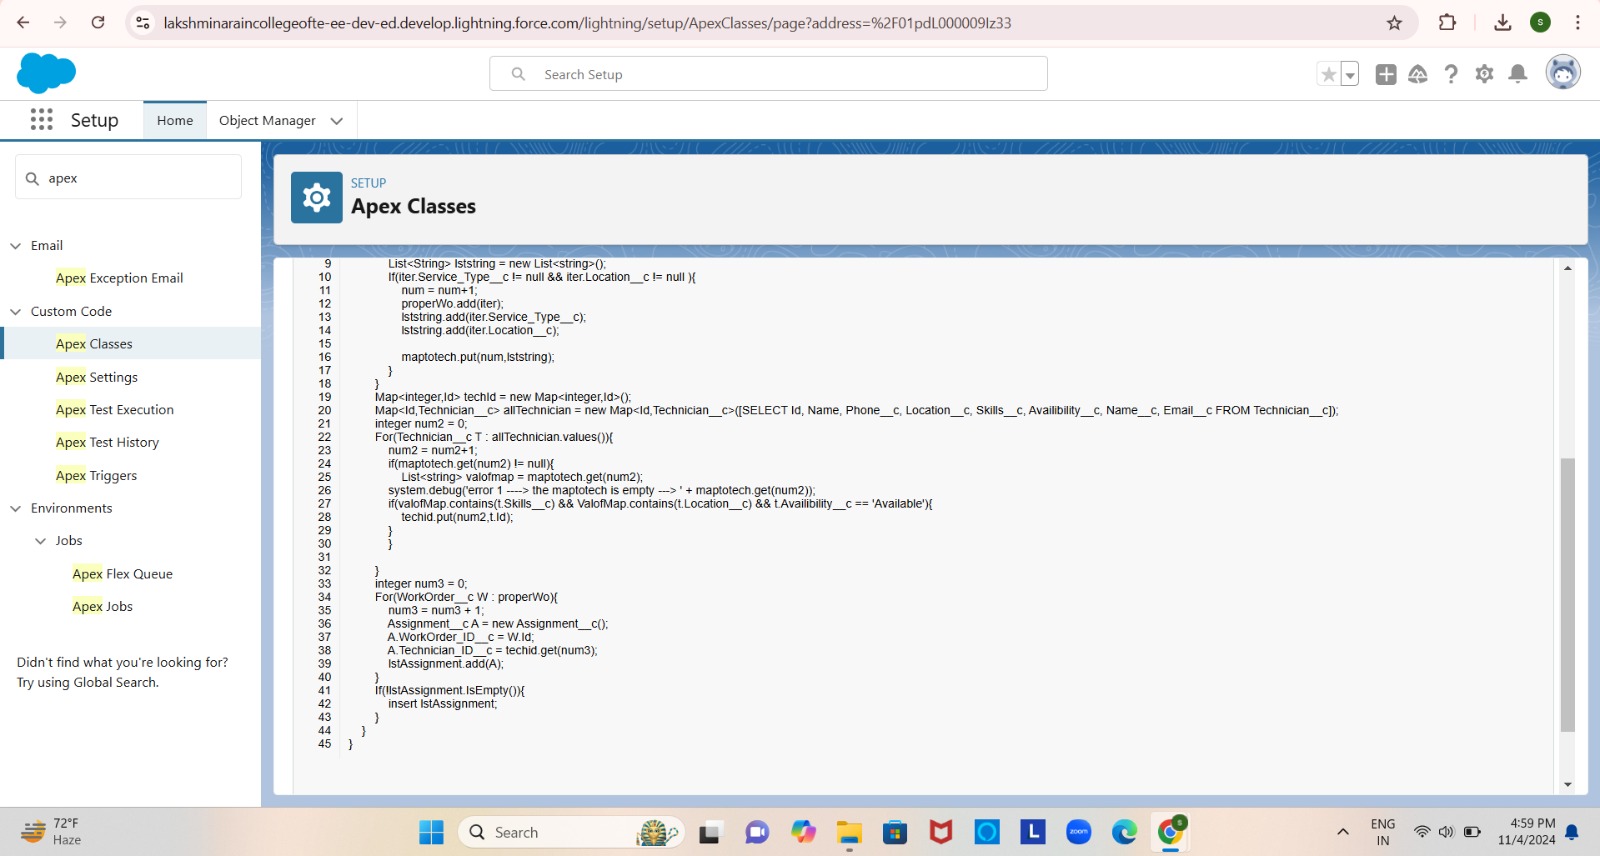 lakshminaraincollegeofte-ee-dev-ed.develop.lightning.force.com/lightning/setup/ApexClasses/page?address=%2F01pdL000009Iz33
S
Search Setup
Setup
Home
Object Manager
apex
Email
Apex Exception Email
Custom Code
Apex Classes
Apex Settings
Apex Test Execution
Apex Test History
Apex Triggers
Environments
Jobs
Apex Flex Queue
Apex Jobs
Didn't find what you're looking for?
Try using Global Search.
SETUP
Apex Classes
9 List<String> lststring = new List<string>();
10 If(iter.Service_Type__c != null && iter.Location__c != null ){
11 num = num+1;
12 properWo.add(iter);
13 lststring.add(iter.Service_Type__c);
14 lststring.add(iter.Location__c);
15
16 maptotech.put(num,lststring);
17 }
18 }
19 Map<integer,Id> techId = new Map<integer,Id>();
20 Map<Id,Technician__c> allTechnician = new Map<Id,Technician__c>([SELECT Id, Name, Phone__c, Location__c, Skills__c, Availibility__c, Name__c, Email__c FROM Technician__c]);
21 integer num2 = 0;
22 For(Technician__c T : allTechnician.values()){
23 num2 = num2+1;
24 if(maptotech.get(num2) != null){
25 List<string> valofmap = maptotech.get(num2);
26 system.debug('error 1 ----> the maptotech is empty ---> ' + maptotech.get(num2));
27 if(valofMap.contains(t.Skills__c) && ValofMap.contains(t.Location__c) && t.Availibility__c == 'Available'){
28 techid.put(num2,t.Id);
29 }
30 }
31
32 }
33 integer num3 = 0;
34 For(WorkOrder__c W : properWo){
35 num3 = num3 + 1;
36 Assignment__c A = new Assignment__c();
37 A.WorkOrder_ID__c = W.Id;
38 A.Technician_ID__c = techid.get(num3);
39 lstAssignment.add(A);
40 }
41 If(!lstAssignment.IsEmpty()){
42 insert lstAssignment;
43 }
44 }
45 }
72°F
Haze
Search
L
zoom
S
ENG
IN
4:59 PM
11/4/2024